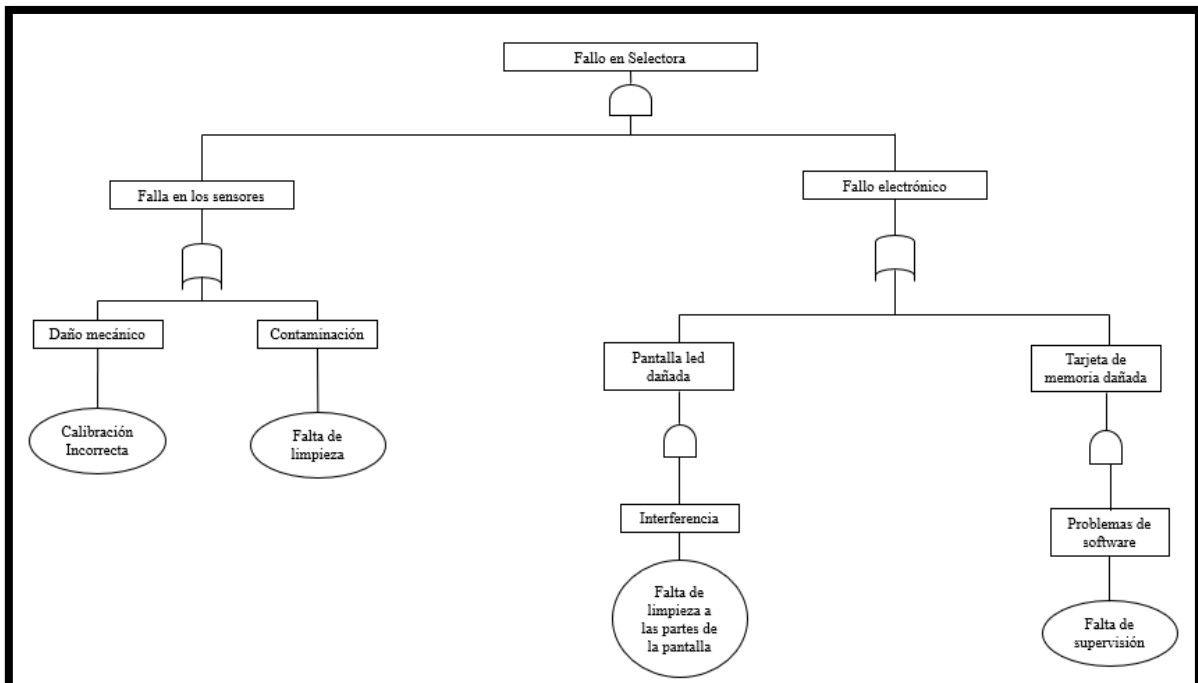 Fallo en Selectora
Falla en los sensores
Fallo electrónico
Daño mecánico
Contaminación
Pantalla led
dañada
Tarjeta de
memoria dañada
Calibración
Incorrecta
Falta de
limpieza
Interferencia
Problemas de
software
Falta de
limpieza a
las partes de
la pantalla
Falta de
supervisión